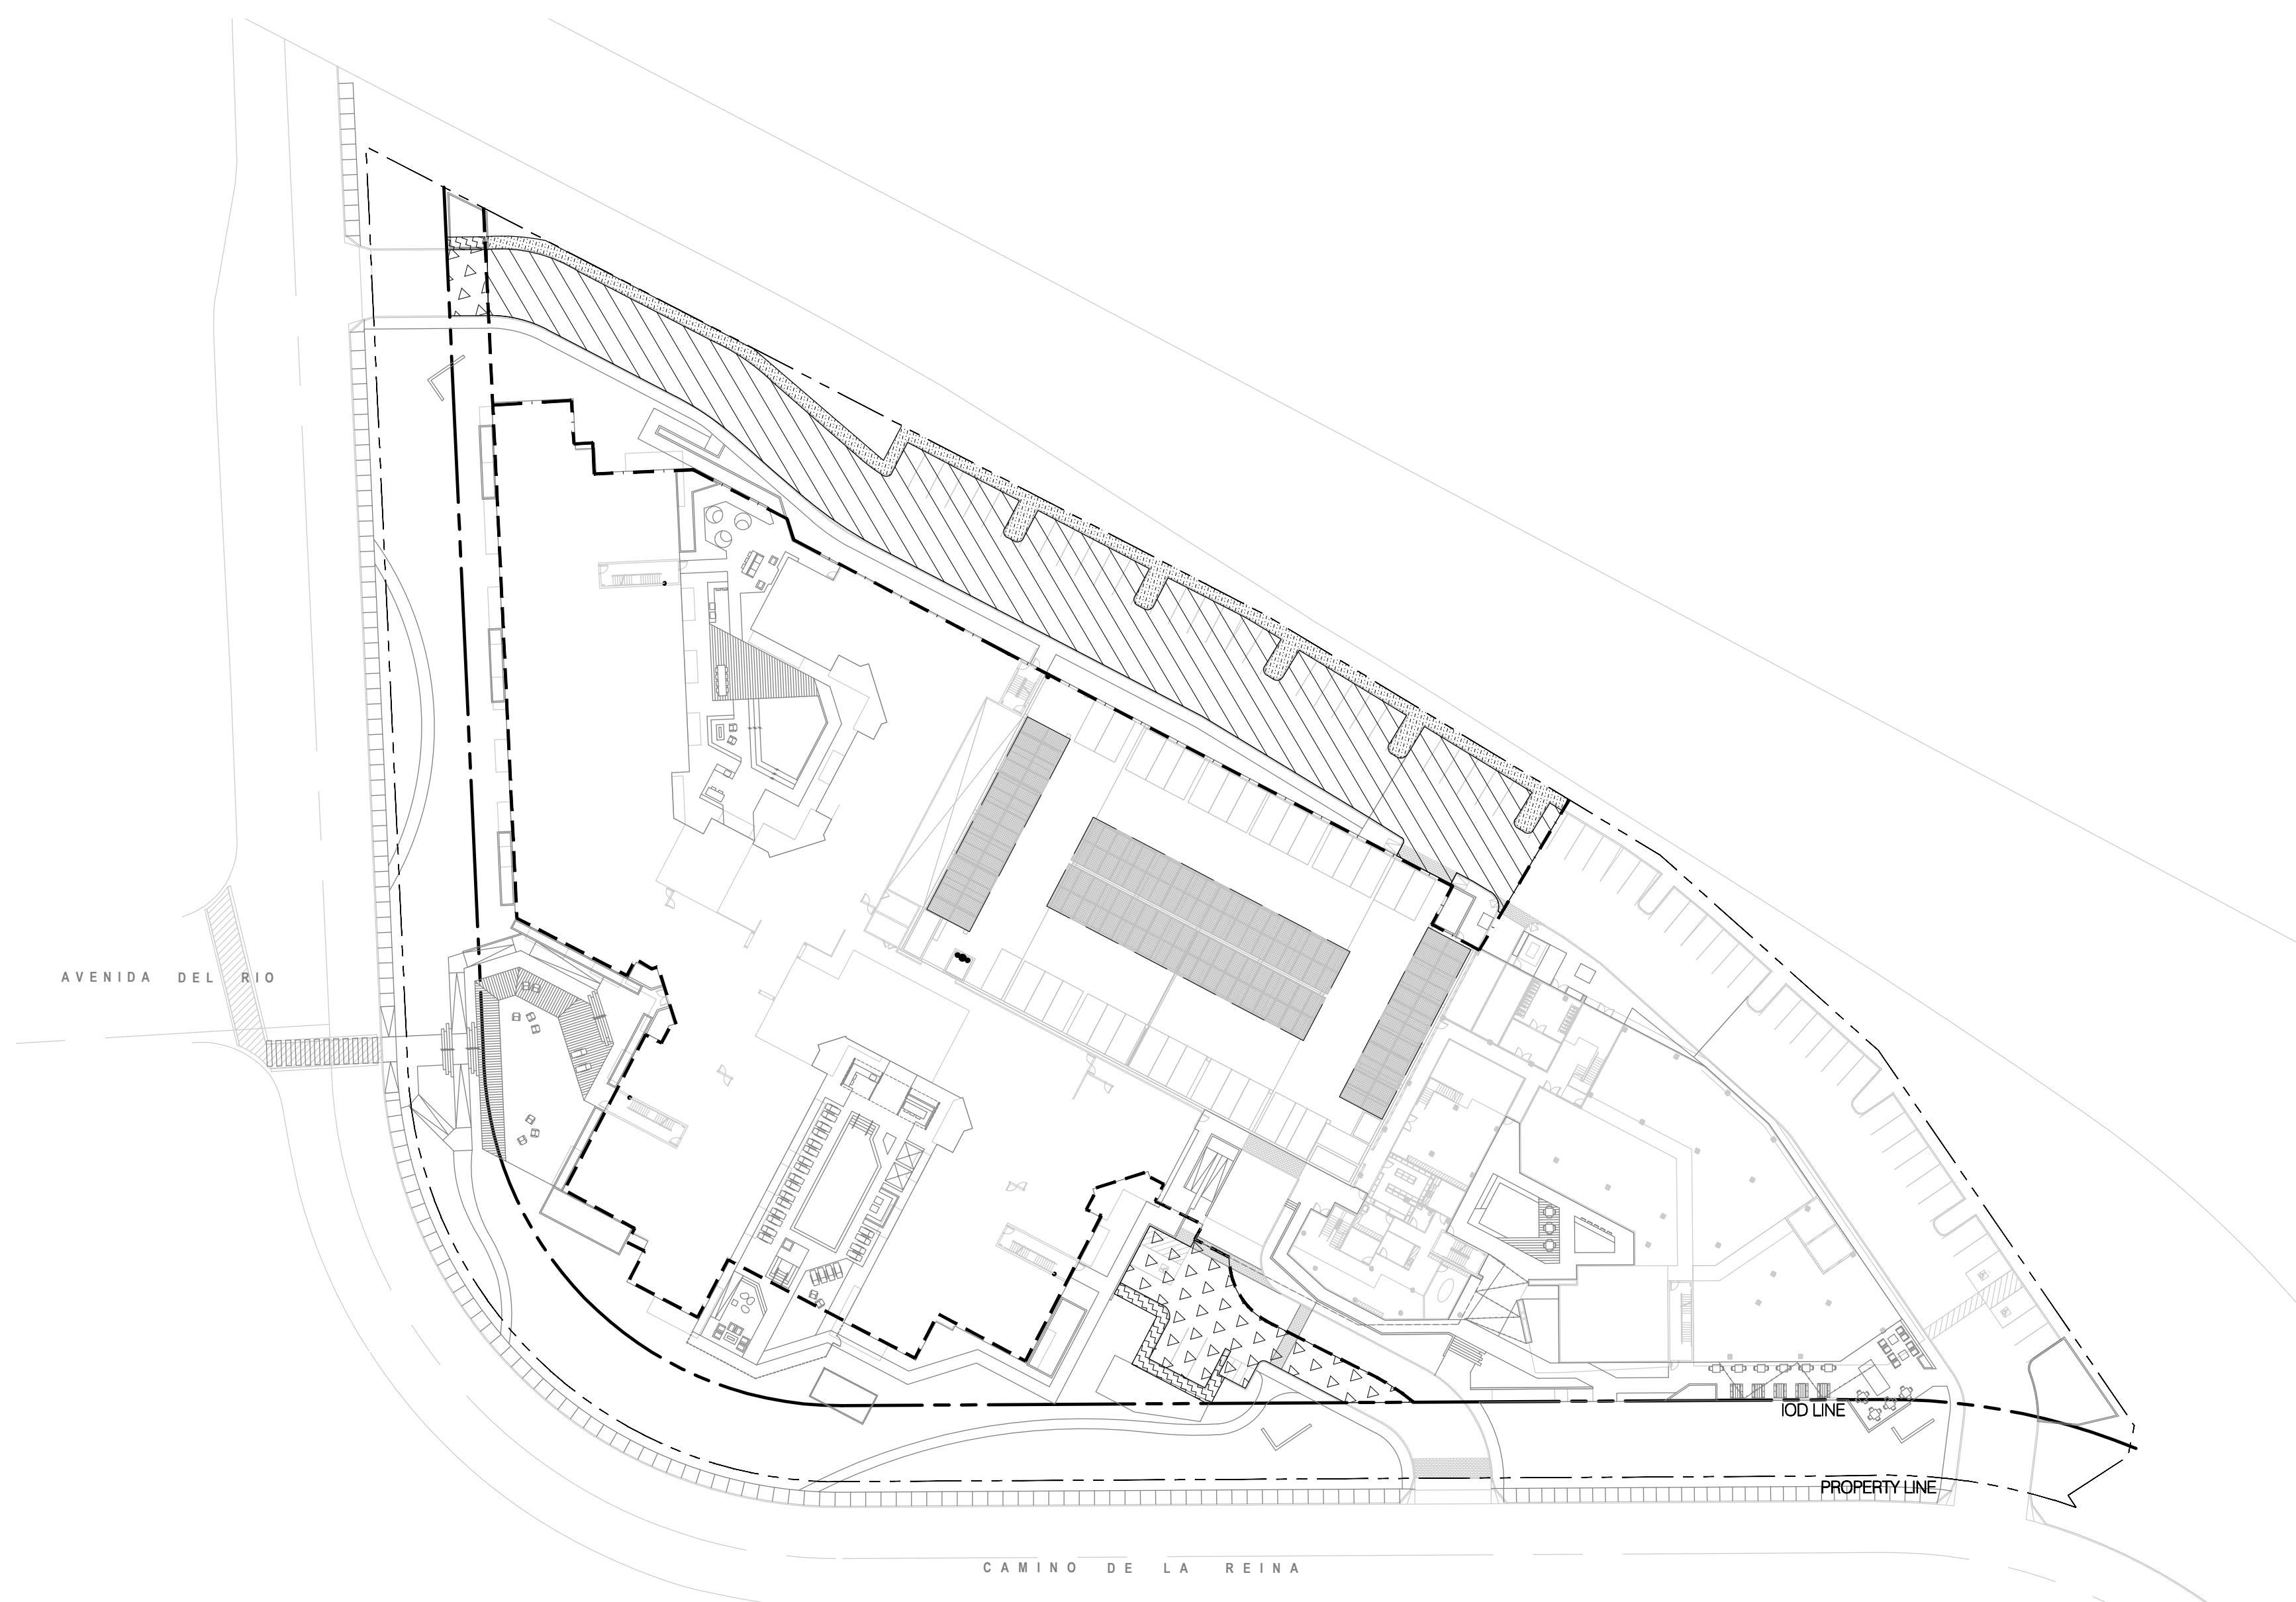 AVENIDA DEL RIO
IOD LINE
PROPERTY LINE
CAMINO DE LA REINA